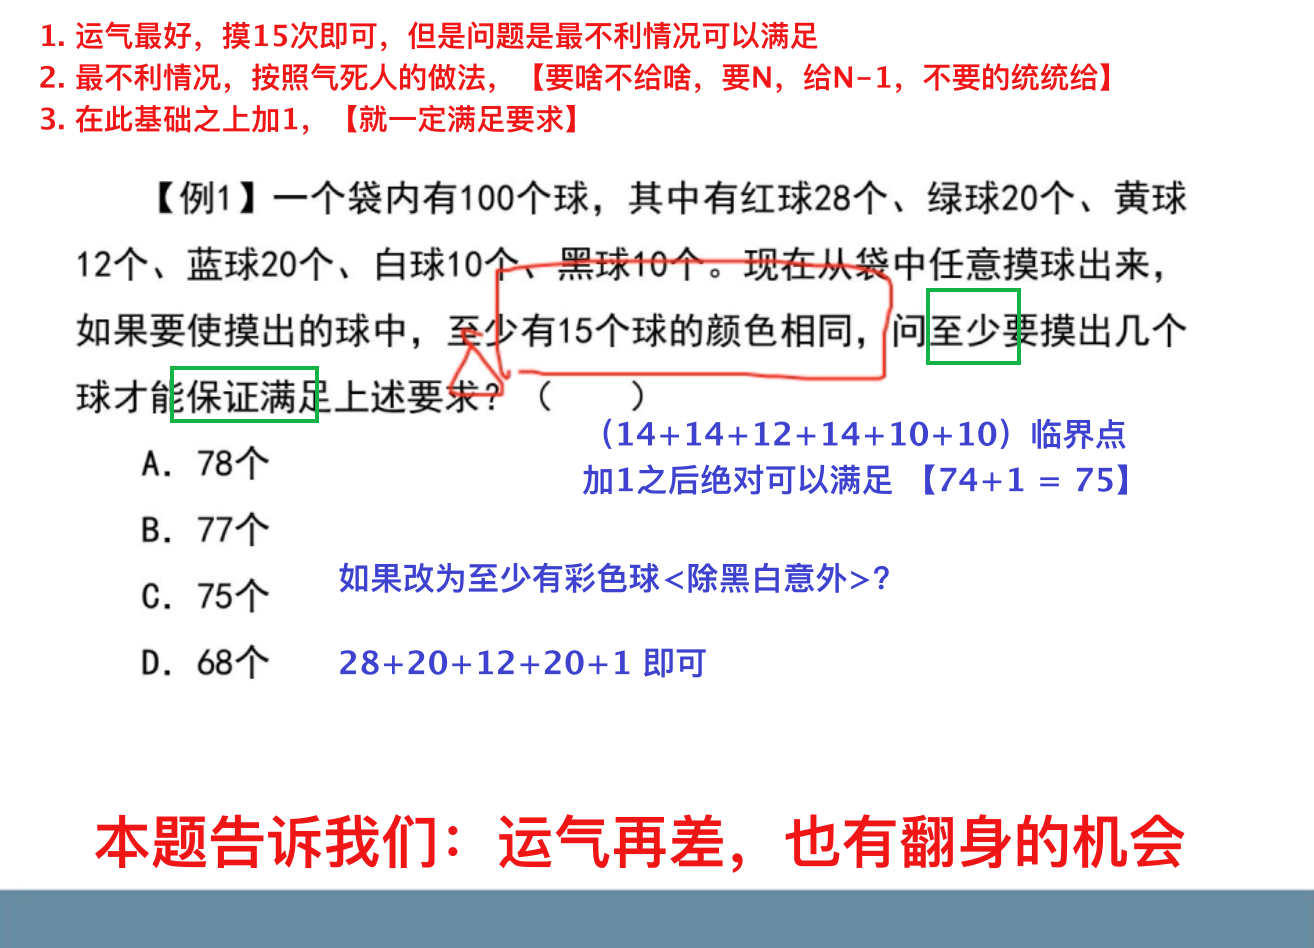 1. 运气最好，摸15次即可，但是问题是最不利情况可以满足
2. 最不利情况，按照气死人的做法，【要啥不给啥，要N，给N-1，不要的统统给】
3. 在此基础之上加1，【就一定满足要求】
【例1】一个袋内有100个球，其中有红球28个、绿球20个、黄球
12个、蓝球20个、白球10个、黑球10个。现在从袋中任意摸球出来，
如果要使摸出的球中，至少有15个球的颜色相同，问至少要摸出几个
球才能保证满足上述要求？（　　）
（14+14+12+14+10+10）临界点
A. 78个
加1之后绝对可以满足 【74+1 = 75】
B. 77个
如果改为至少有彩色球<除黑白意外>？
C. 75个
D. 68个
28+20+12+20+1 即可
本题告诉我们：运气再差，也有翻身的机会